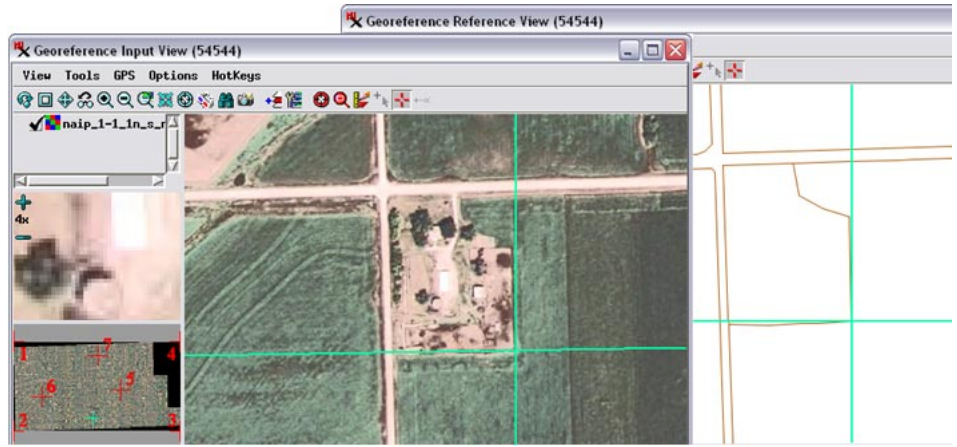 Georeference Reference View (54544)
Georeference Input View (54544)
View Tools GPS Options HotKeys
naip_1-1_1n_s_r
4x
1 7 4
6 5
2 3